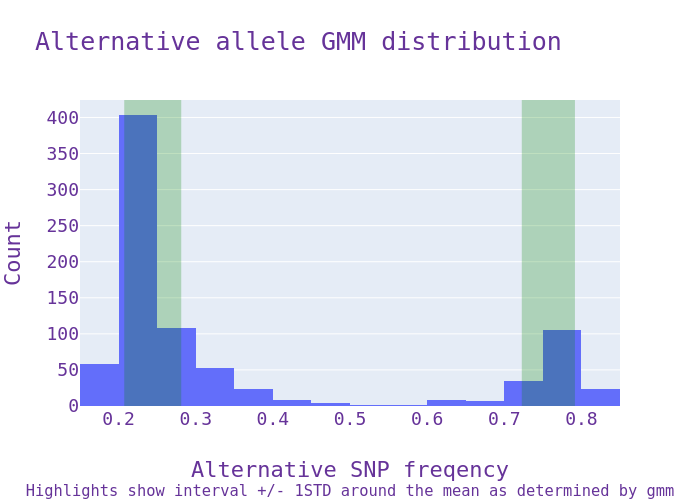 Alternative allele GMM distribution
400
350
300
250
200
150
100
50
0
Count
0.2 0.3 0.4 0.5 0.6 0.7 0.8
Alternative SNP freqency
Highlights show interval +/- 1STD around the mean as determined by gmm